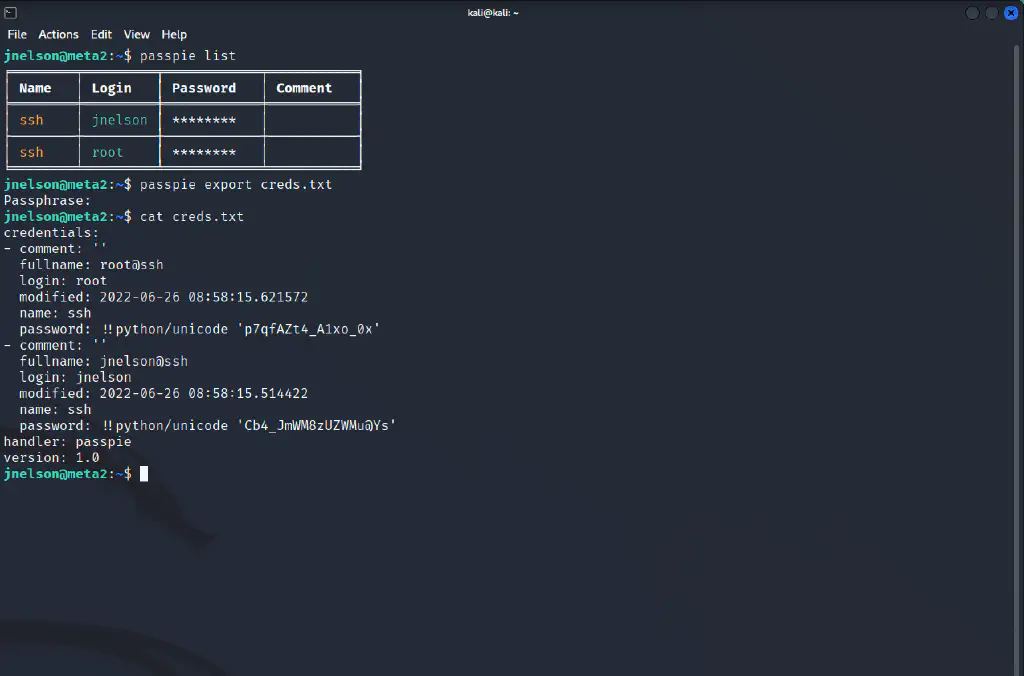 kali@kali: ~
File Actions Edit View Help
jnelson@meta2:~$ passpie list
Name Login Password Comment
ssh jnelson ********
ssh root ********
jnelson@meta2:~$ passpie export creds.txt
Passphrase:
jnelson@meta2:~$ cat creds.txt
credentials:
- comment: ''
  fullname: root@ssh
  login: root
  modified: 2022-06-26 08:58:15.621572
  name: ssh
  password: !!python/unicode 'p7qfAZt4_A1xo_0x'
- comment: ''
  fullname: jnelson@ssh
  login: jnelson
  modified: 2022-06-26 08:58:15.514422
  name: ssh
  password: !!python/unicode 'Cb4_JmWM8zUZWMu@Ys'
handler: passpie
version: 1.0
jnelson@meta2:~$